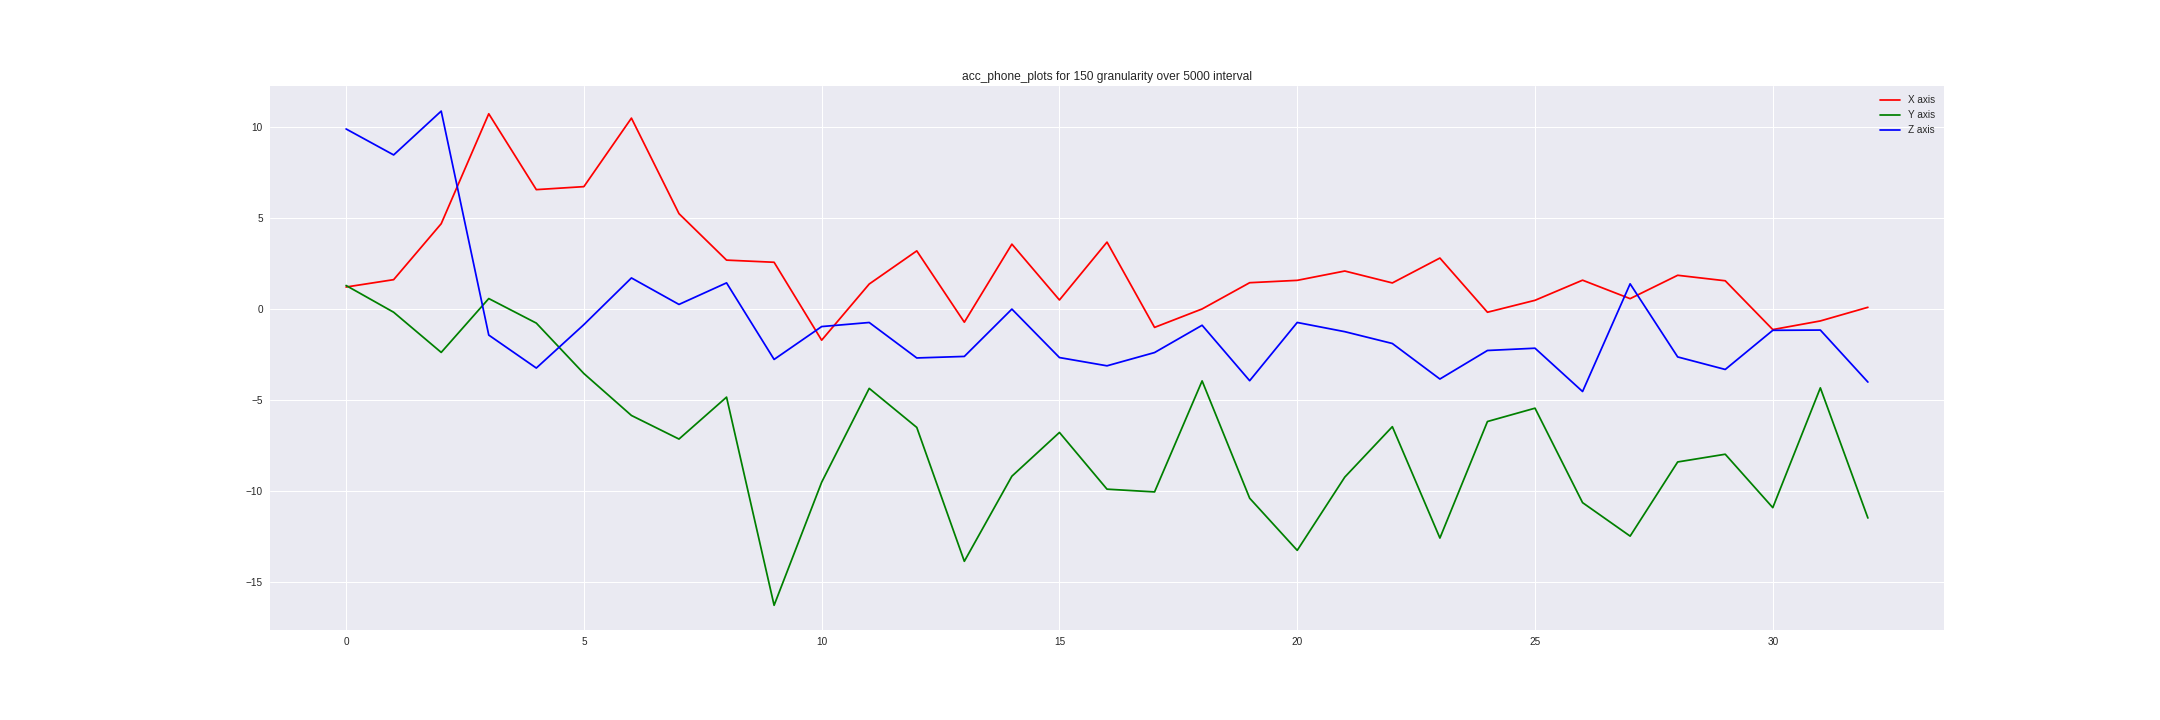 acc_phone_plots for 150 granularity over 5000 interval
X axis
Y axis
Z axis
10
5
0
−5
−10
−15
0 5 10 15 20 25 30